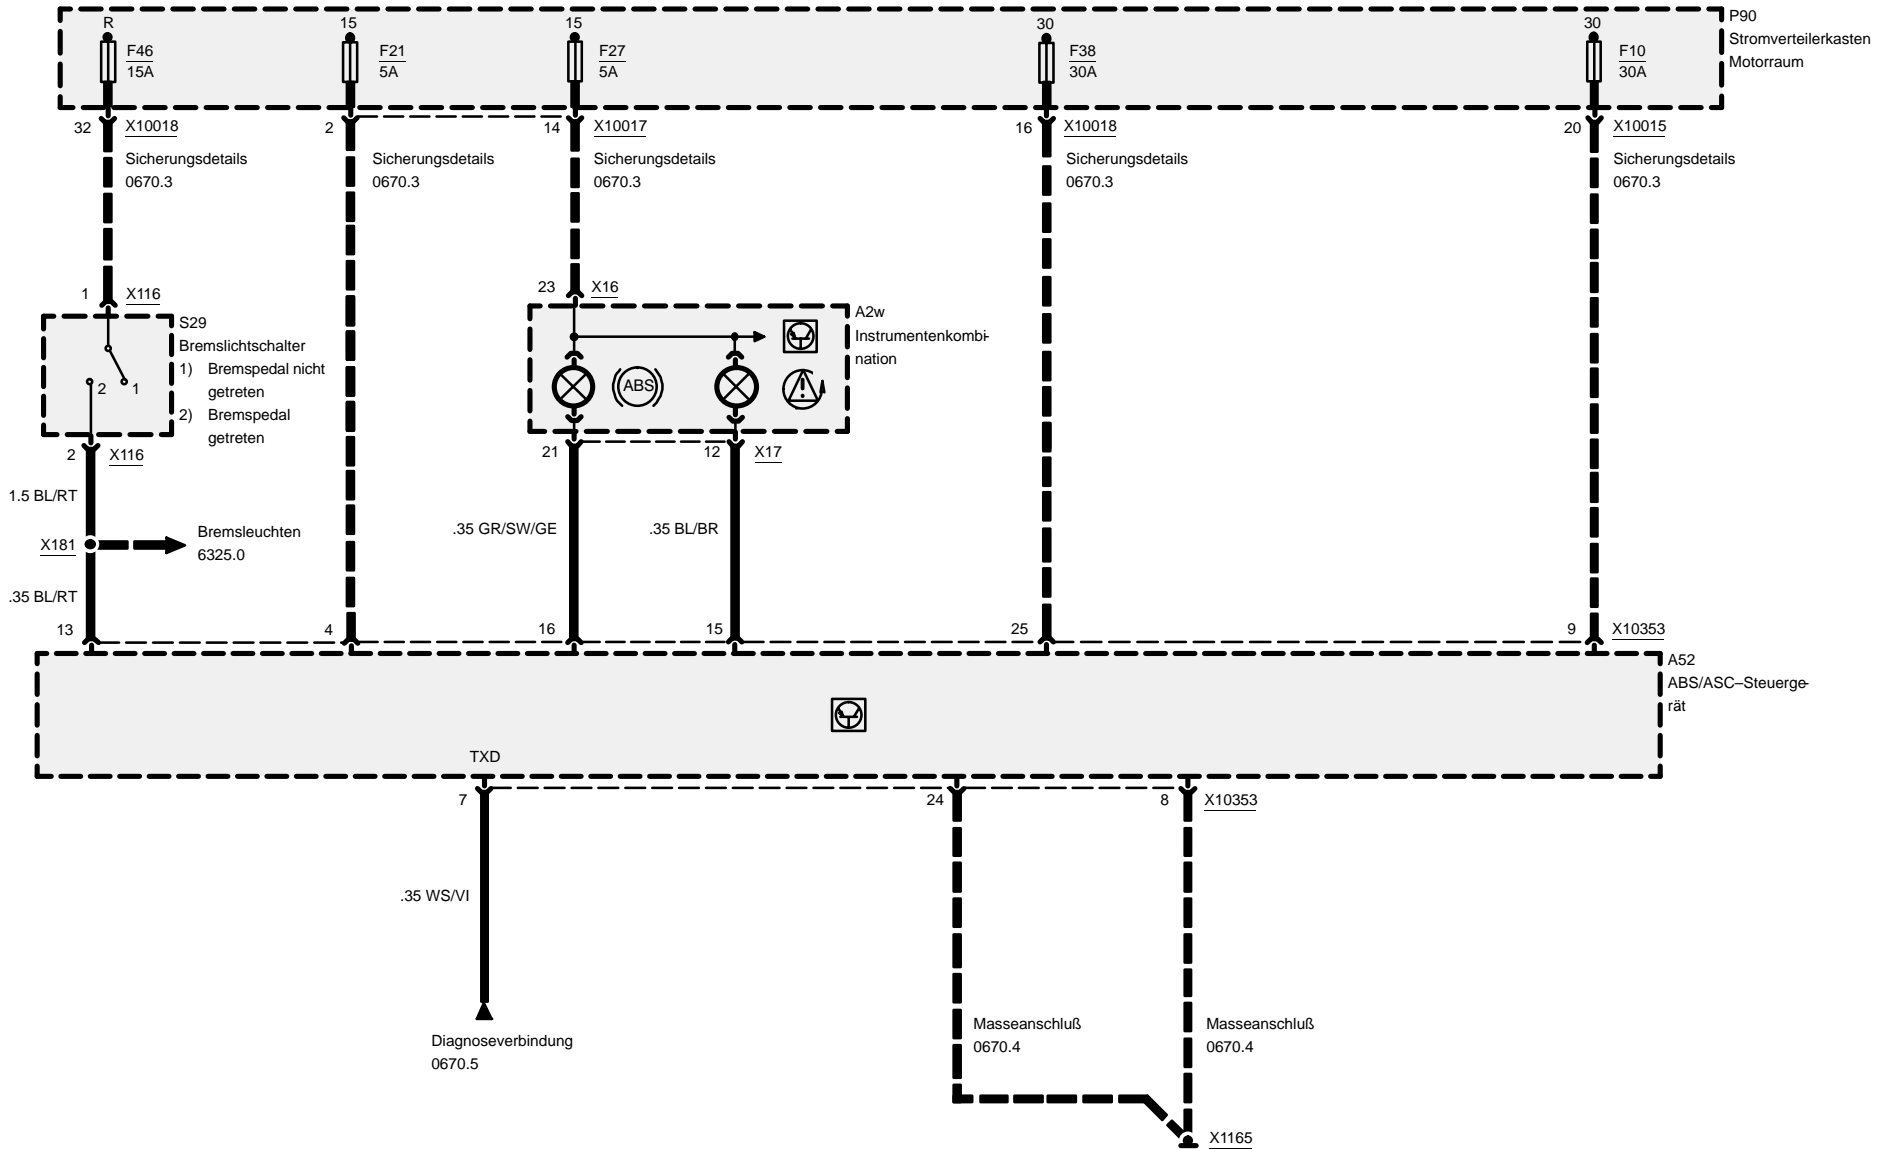 R
15
15
30
30
P90
Stromverteilerkasten
Motorraum
F46
15A
F21
5A
F27
5A
F38
30A
F10
30A
32
X10018
2
14
X10017
16
X10018
20
X10015
Sicherungsdetails
0670.3
Sicherungsdetails
0670.3
Sicherungsdetails
0670.3
Sicherungsdetails
0670.3
Sicherungsdetails
0670.3
1
X116
23
X16
S29
Bremslichtschalter
1) Bremspedal nicht
getreten
2) Bremspedal
getreten
2
1
A2w
Instrumentenkombi-
nation
ABS
2
X116
21
12
X17
1.5 BL/RT
.35 GR/SW/GE
.35 BL/BR
X181
Bremsleuchten
6325.0
.35 BL/RT
13
4
16
15
25
9
X10353
A52
ABS/ASC–Steuerge-
rät
TXD
7
24
8
X10353
.35 WS/VI
Diagnoseverbindung
0670.5
Masseanschluß
0670.4
Masseanschluß
0670.4
X1165